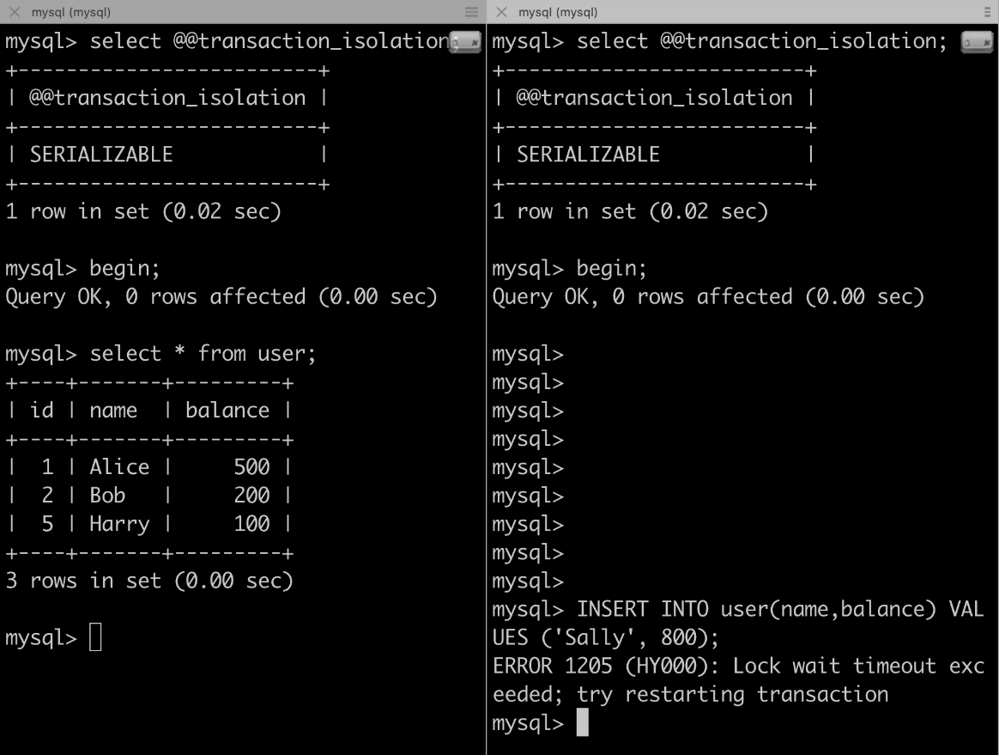 mysql (mysql)
mysql> select @@transaction_isolation;
+-------------------------+
| @@transaction_isolation |
+-------------------------+
| SERIALIZABLE            |
+-------------------------+
1 row in set (0.02 sec)
mysql> begin;
Query OK, 0 rows affected (0.00 sec)
mysql> select * from user;
+----+-------+---------+
| id | name  | balance |
+----+-------+---------+
|  1 | Alice |     500 |
|  2 | Bob   |     200 |
|  5 | Harry |     100 |
+----+-------+---------+
3 rows in set (0.00 sec)
mysql>
mysql (mysql)
mysql> select @@transaction_isolation;
+-------------------------+
| @@transaction_isolation |
+-------------------------+
| SERIALIZABLE            |
+-------------------------+
1 row in set (0.02 sec)
mysql> begin;
Query OK, 0 rows affected (0.00 sec)
mysql>
mysql>
mysql>
mysql>
mysql>
mysql>
mysql>
mysql>
mysql>
mysql> INSERT INTO user(name,balance) VAL
UES ('Sally', 800);
ERROR 1205 (HY000): Lock wait timeout exc
eeded; try restarting transaction
mysql>